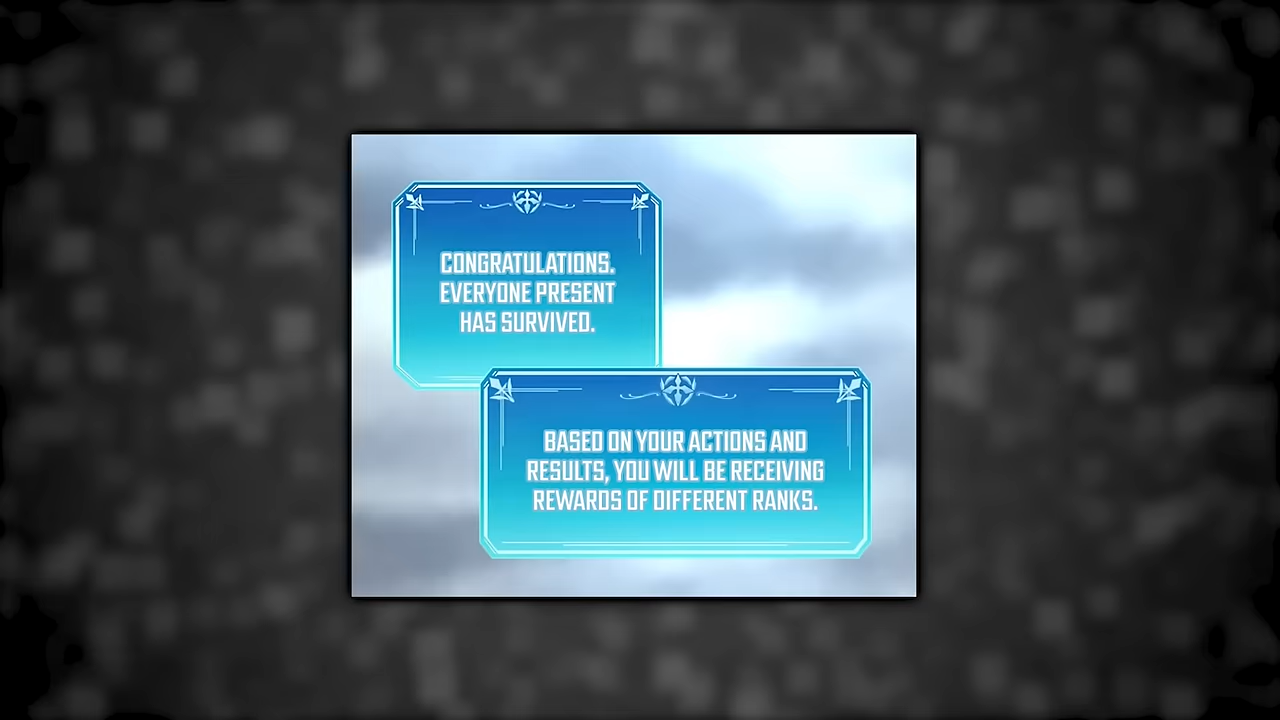 CONGRATULATIONS.
EVERYONE PRESENT
HAS SURVIVED.
BASED ON YOUR ACTIONS AND
RESULTS, YOU WILL BE RECEIVING
REWARDS OF DIFFERENT RANKS.